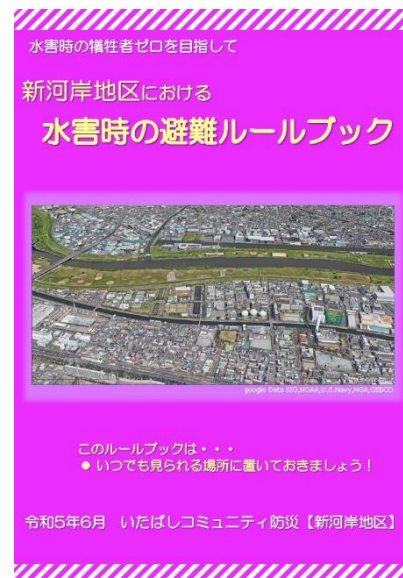 水害時の犠牲者ゼロを目指して
新河岸地区における
水害時の避難ルールブック
google Data SIO,NOAA,U.S.Navy,NGA,GEBCO
このルールブックは・・・
● いつでも見られる場所に置いておきましょう！
令和5年6月 いたばしコミュニティ防災【新河岸地区】